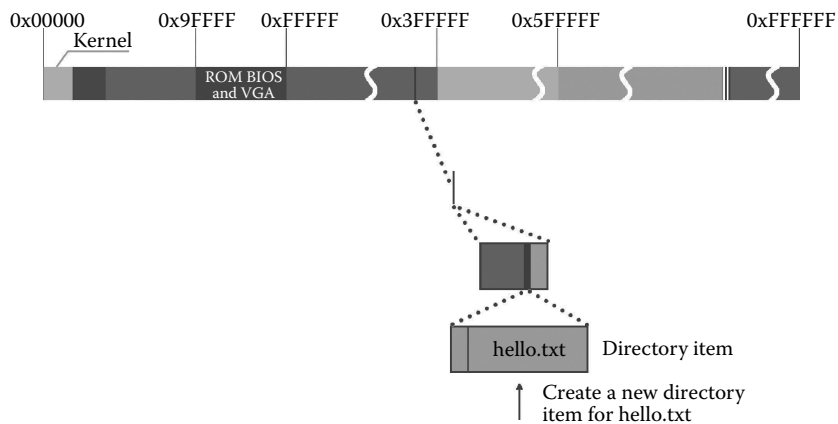 0x00000 0x9FFFF 0xFFFFF 0x3FFFFF 0x5FFFFF 0xFFFFFF
Kernel
ROM BIOS
and VGA
hello.txt Directory item
Create a new directory
item for hello.txt